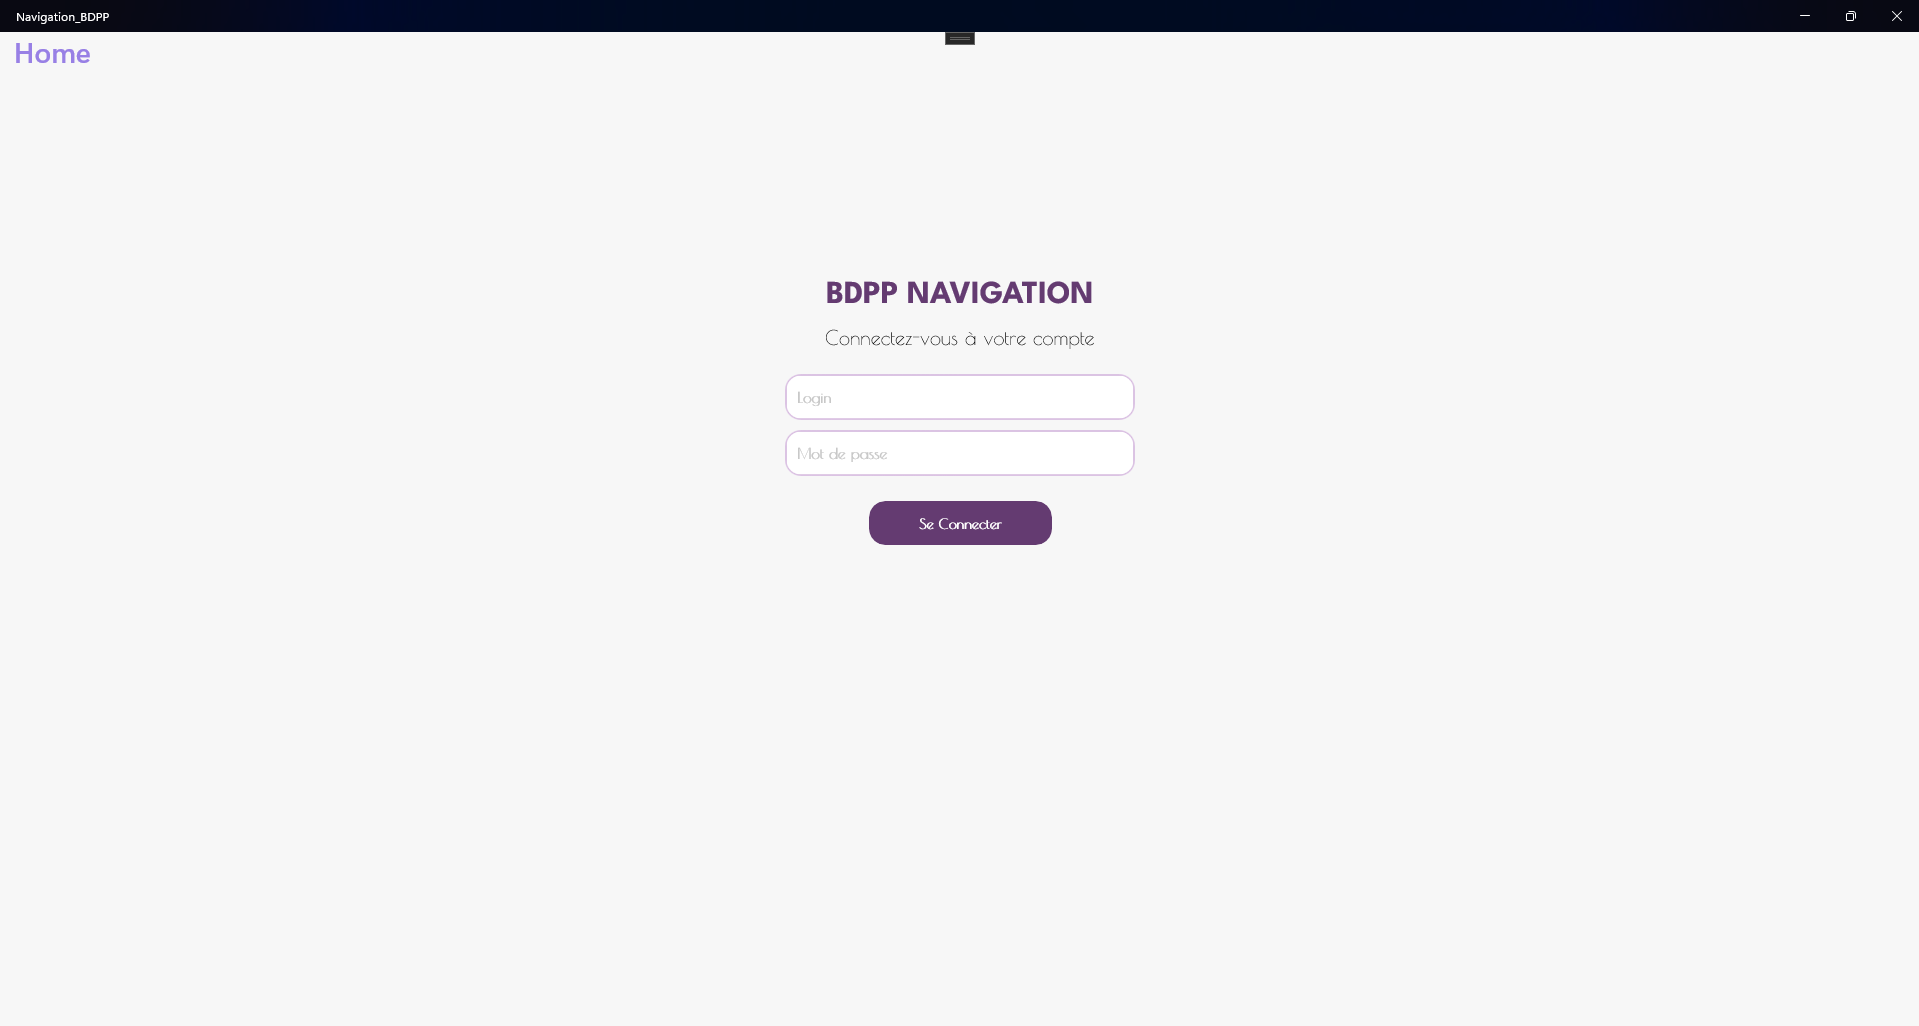 Navigation_BDPP
Home
BDPP NAVIGATION
Connectez-vous à votre compte
Login
Mot de passe
Se Connecter